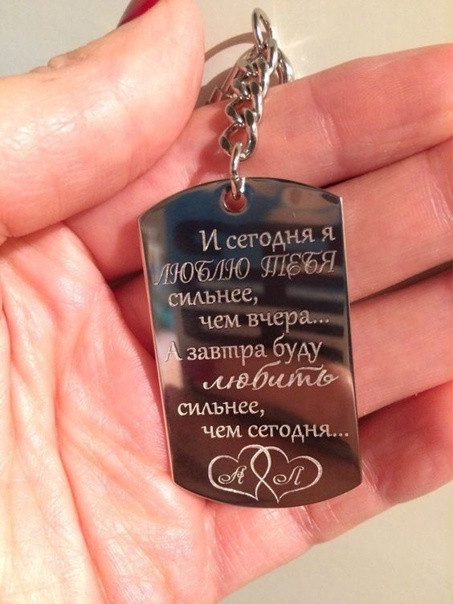 И сегодня я
ЛЮБЛЮ ТЕБЯ
сильнее,
чем вчера...
А завтра буду
любить
сильнее,
чем сегодня...
А Л